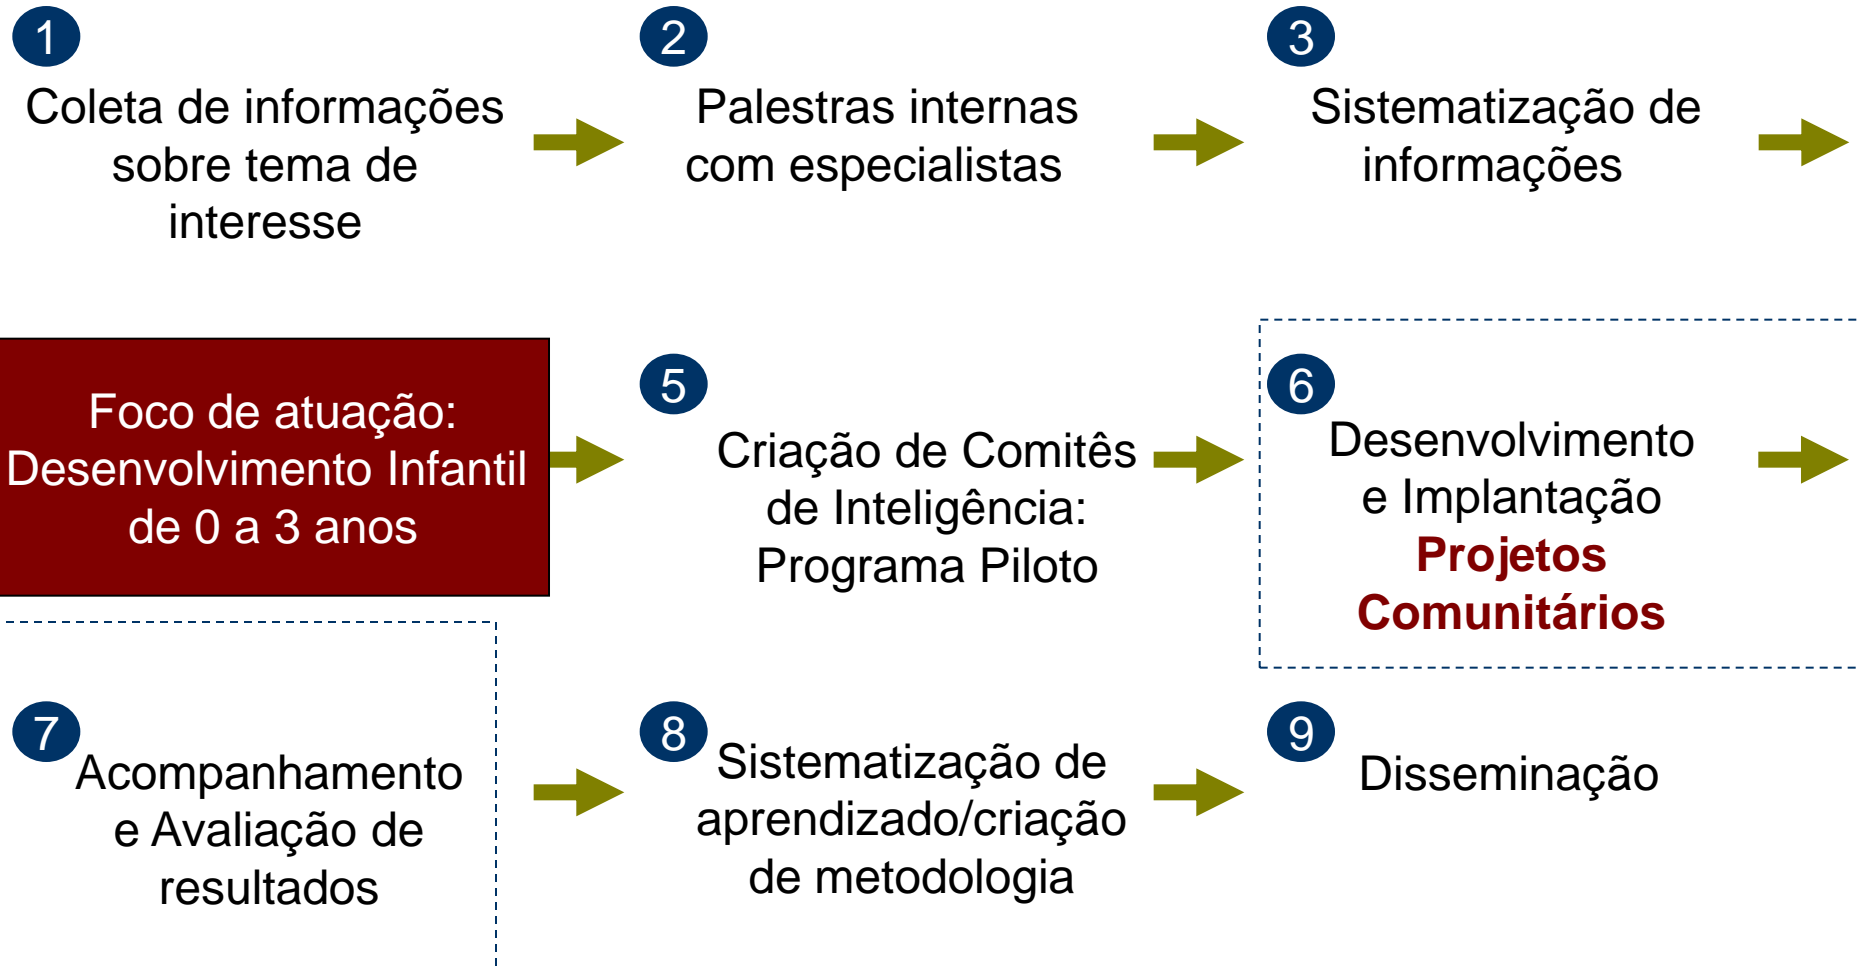 1
Coleta de informações
sobre tema de
interesse
2
Palestras internas
com especialistas
3
Sistematização de
informações
Foco de atuação:
Desenvolvimento Infantil
de 0 a 3 anos
5
Criação de Comitês
de Inteligência:
Programa Piloto
6
Desenvolvimento
e Implantação
Projetos
Comunitários
7
Acompanhamento
e Avaliação de
resultados
8
Sistematização de
aprendizado/criação
de metodologia
9
Disseminação